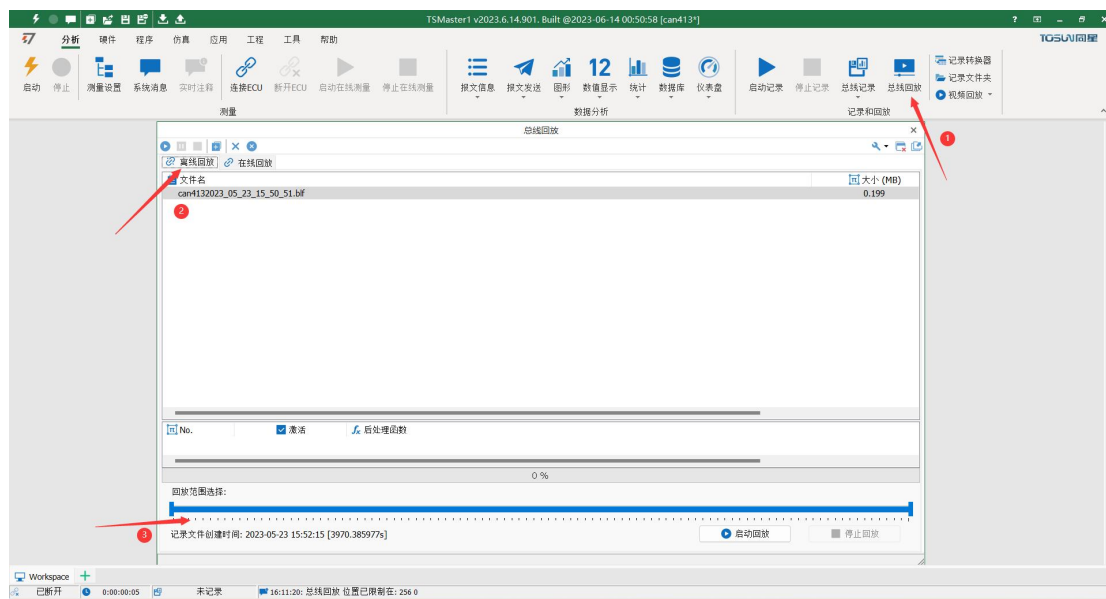 TSMaster1 v2023.6.14.901. Built @2023-06-14 00:50:58 [can413*]
分析 硬件 程序 仿真 应用 工程 工具 帮助
TOSUN同星
启动 停止 测量设置 系统消息 实时注释 连接ECU 断开ECU 启动在线测量 停止在线测量 报文信息 报文发送 图形 12 数值显示 统计 数据库 仪表盘 启动记录 停止记录 总线记录 总线回放
记录转换器
记录文件夹
视频回放
测量 数据分析 记录和回放
总线回放
1
离线回放 在线回放
文件名 大小 (MB)
can4132023_05_23_15_50_51.blf 0.199
2
No. 激活 fx 后处理函数
0 %
回放范围选择:
3
记录文件创建时间: 2023-05-23 15:52:15 [3970.385977s] 启动回放 停止回放
Workspace
已断开 0:00:00:05 未记录 16:11:20: 总线回放 位置已限制在: 256 0